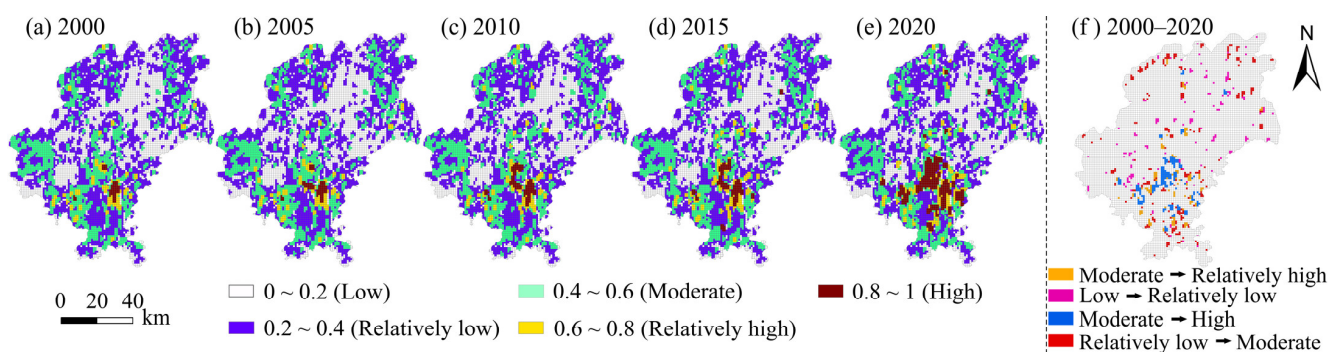 (a) 2000
(b) 2005
(c) 2010
(d) 2015
(e) 2020
(f) 2000–2020
N
0 20 40
km
0 ~ 0.2 (Low)
0.2 ~ 0.4 (Relatively low)
0.4 ~ 0.6 (Moderate)
0.6 ~ 0.8 (Relatively high)
0.8 ~ 1 (High)
Moderate ➡ Relatively high
Low ➡ Relatively low
Moderate ➡ High
Relatively low ➡ Moderate